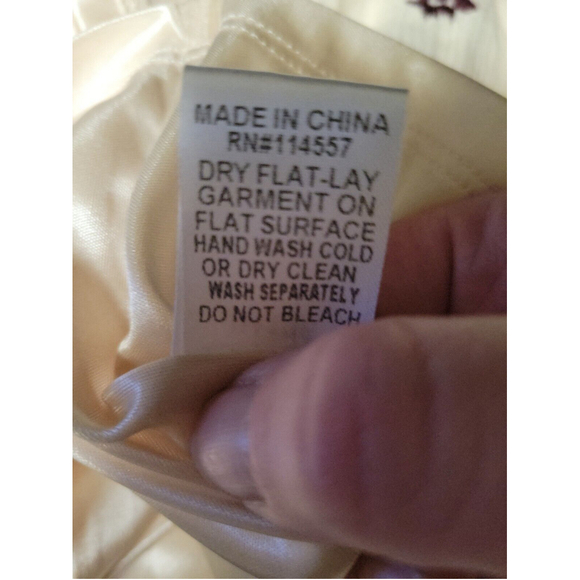 MADE IN CHINA
RN#114557
DRY FLAT-LAY
GARMENT ON
FLAT SURFACE
HAND WASH COLD
OR DRY CLEAN
WASH SEPARATELY
DO NOT BLEACH